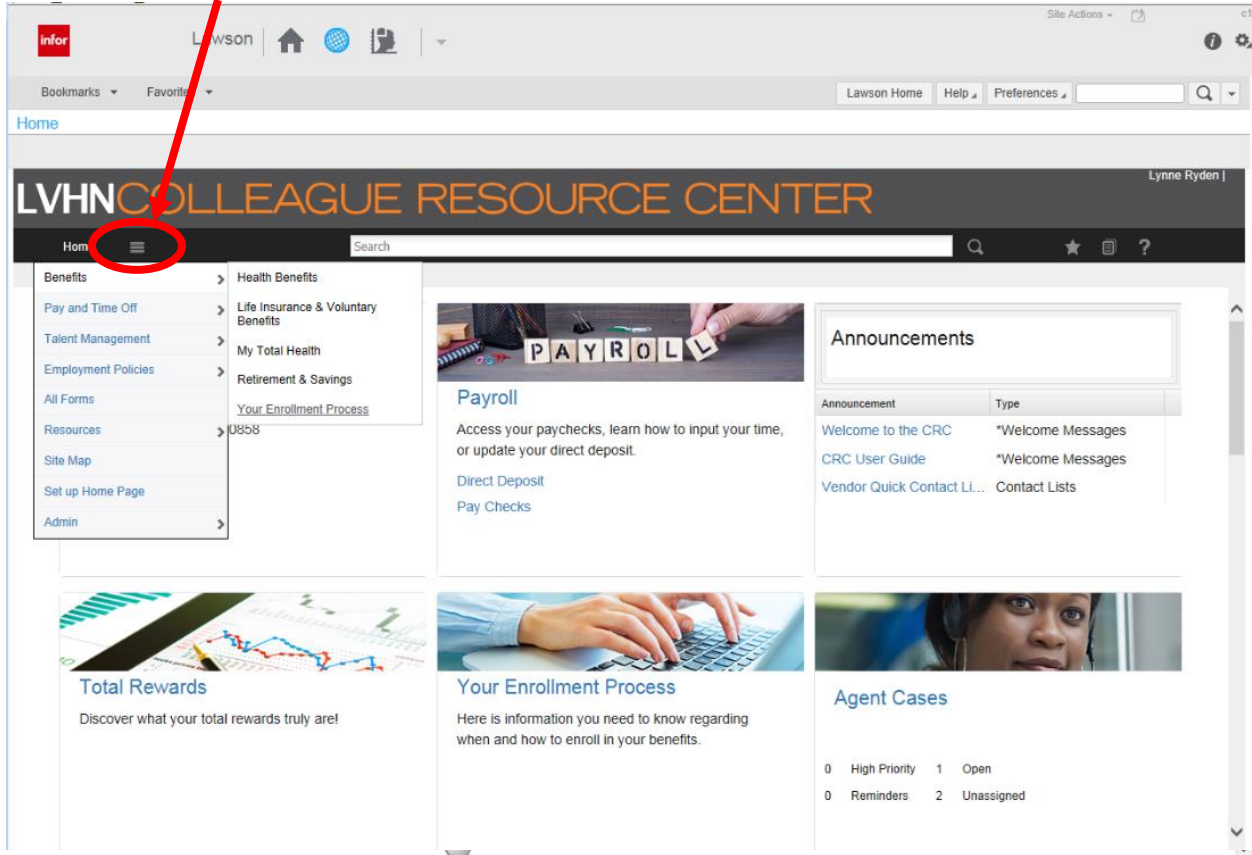 Site Actions
c1
infor
Lawson
Bookmarks
Favorites
Lawson Home
Help
Preferences
Home
Lynne Ryden |
LVHNCOLLEAGUE RESOURCE CENTER
Home
Search
?
Benefits
Pay and Time Off
Talent Management
Employment Policies
All Forms
Resources
Site Map
Set up Home Page
Admin
Health Benefits
Life Insurance & Voluntary
Benefits
My Total Health
Retirement & Savings
Your Enrollment Process
0858
PAYROLL
Payroll
Access your paychecks, learn how to input your time,
or update your direct deposit.
Direct Deposit
Pay Checks
Announcements
Announcement Type
Welcome to the CRC *Welcome Messages
CRC User Guide *Welcome Messages
Vendor Quick Contact Li... Contact Lists
Total Rewards
Discover what your total rewards truly are!
Your Enrollment Process
Here is information you need to know regarding
when and how to enroll in your benefits.
Agent Cases
0 High Priority 1 Open
0 Reminders 2 Unassigned